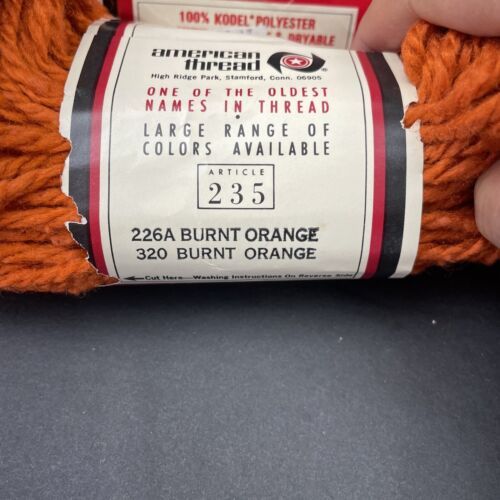 100% KODEL® POLYESTER
DRYABLE
american
thread ®
High Ridge Park, Stamford, Conn. 06905
ONE OF THE OLDEST
NAMES IN THREAD
LARGE RANGE OF
COLORS AVAILABLE
ARTICLE
235
226A BURNT ORANGE
320 BURNT ORANGE
Cut Here—Washing Instructions On Reverse Side